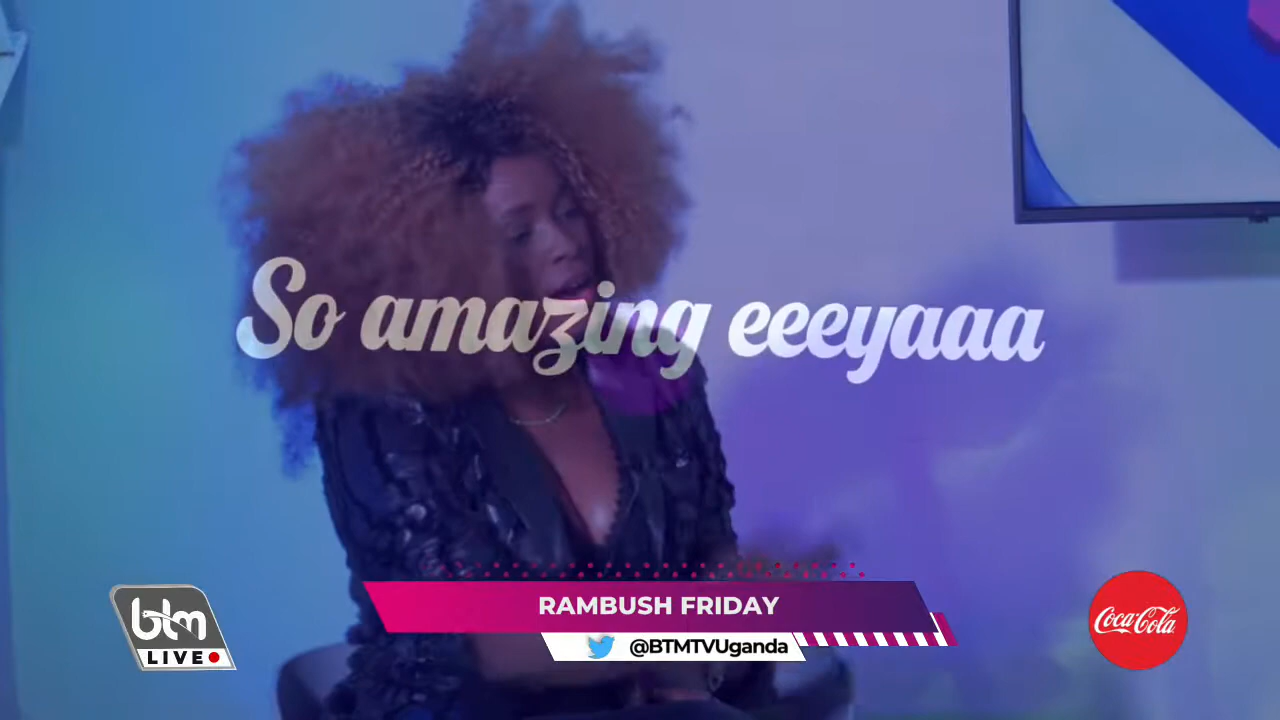 So amazing eeeyaaa
RAMBUSH FRIDAY
@BTMTVUganda
btm
LIVE
Coca-Cola